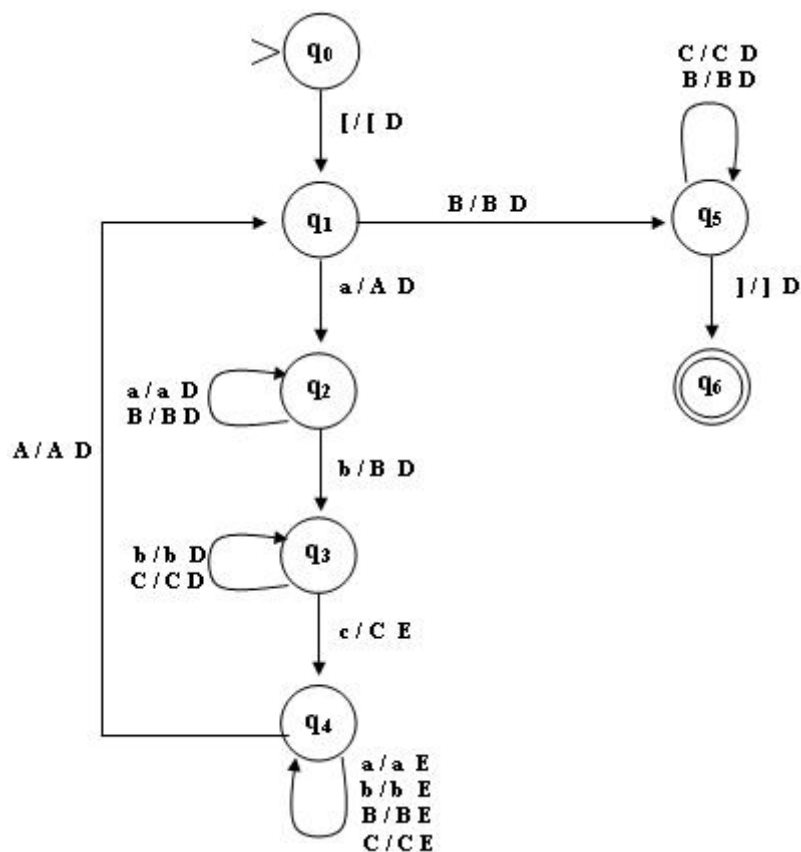 >
q0
C / C D
B / B D
[ / [ D
q1
B / B D
q5
a / A D
] / ] D
a / a D
B / B D
q2
q6
A / A D
b / B D
b / b D
C / C D
q3
c / C E
q4
a / a E
b / b E
B / B E
C / C E